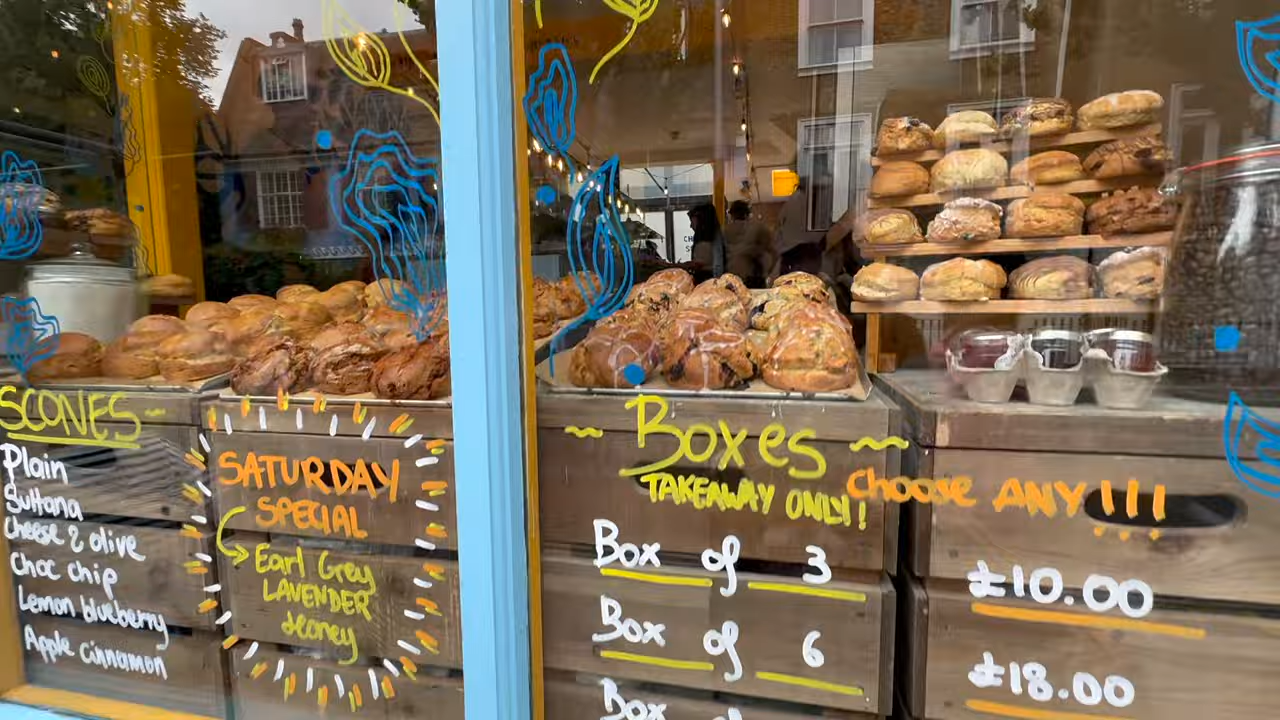 SCONES
Plain
Sultana
Cheese & olive
Choc chip
Lemon blueberry
Apple cinnamon
SATURDAY
SPECIAL
Earl Grey
LAVENDER
Honey
Boxes
TAKEAWAY ONLY!
Choose ANY!!!
Box of 3 £10.00
Box of 6 £18.00
Box